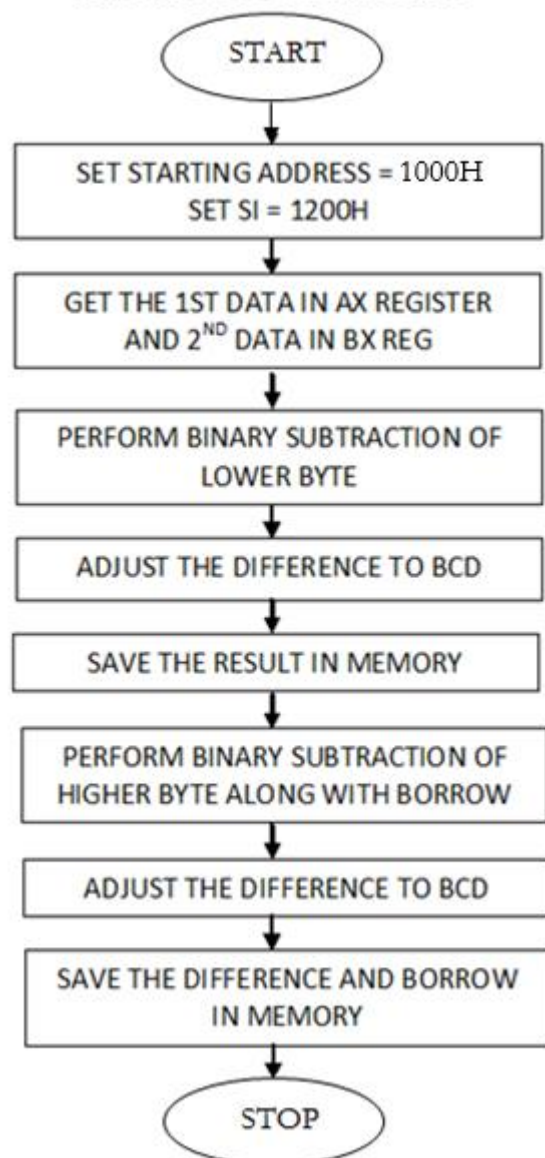 START
SET STARTING ADDRESS = 1000H
SET SI = 1200H
GET THE 1ST DATA IN AX REGISTER
AND 2ND DATA IN BX REG
PERFORM BINARY SUBTRACTION OF
LOWER BYTE
ADJUST THE DIFFERENCE TO BCD
SAVE THE RESULT IN MEMORY
PERFORM BINARY SUBTRACTION OF
HIGHER BYTE ALONG WITH BORROW
ADJUST THE DIFFERENCE TO BCD
SAVE THE DIFFERENCE AND BORROW
IN MEMORY
STOP